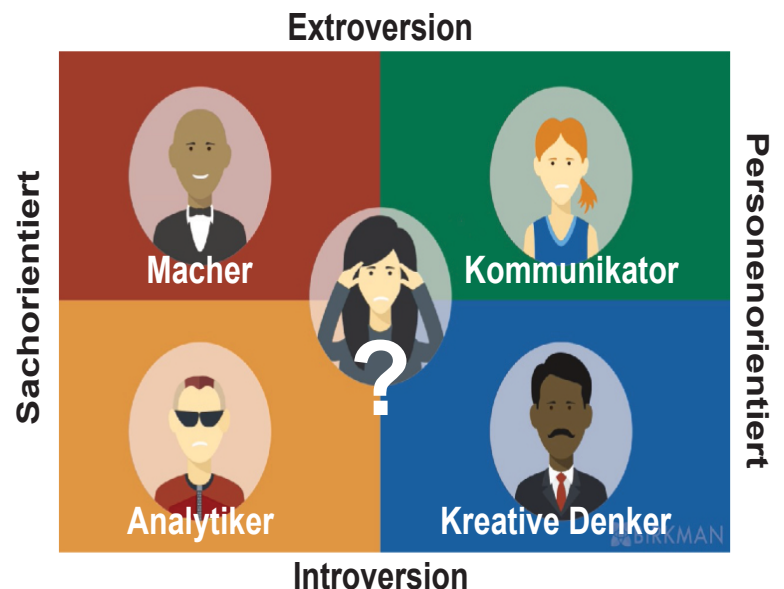 Extroversion
Sachorientiert
Personenorientiert
Macher
Kommunikator
?
Analytiker
Kreative Denker
BIRKMAN
Introversion